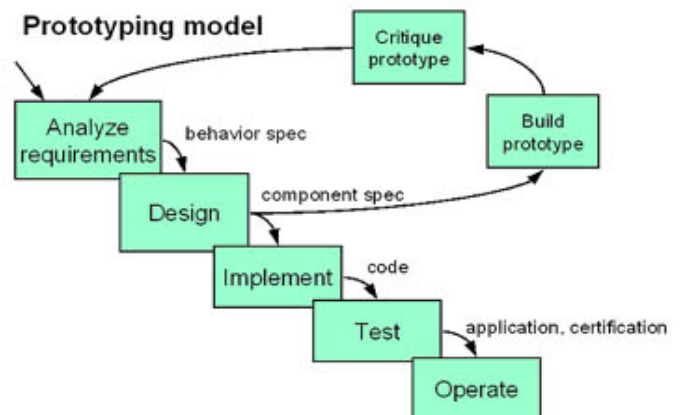 Prototyping model
Critique
prototype
Analyze
requirements
behavior spec
Build
prototype
Design
component spec
Implement
code
Test
application, certification
Operate